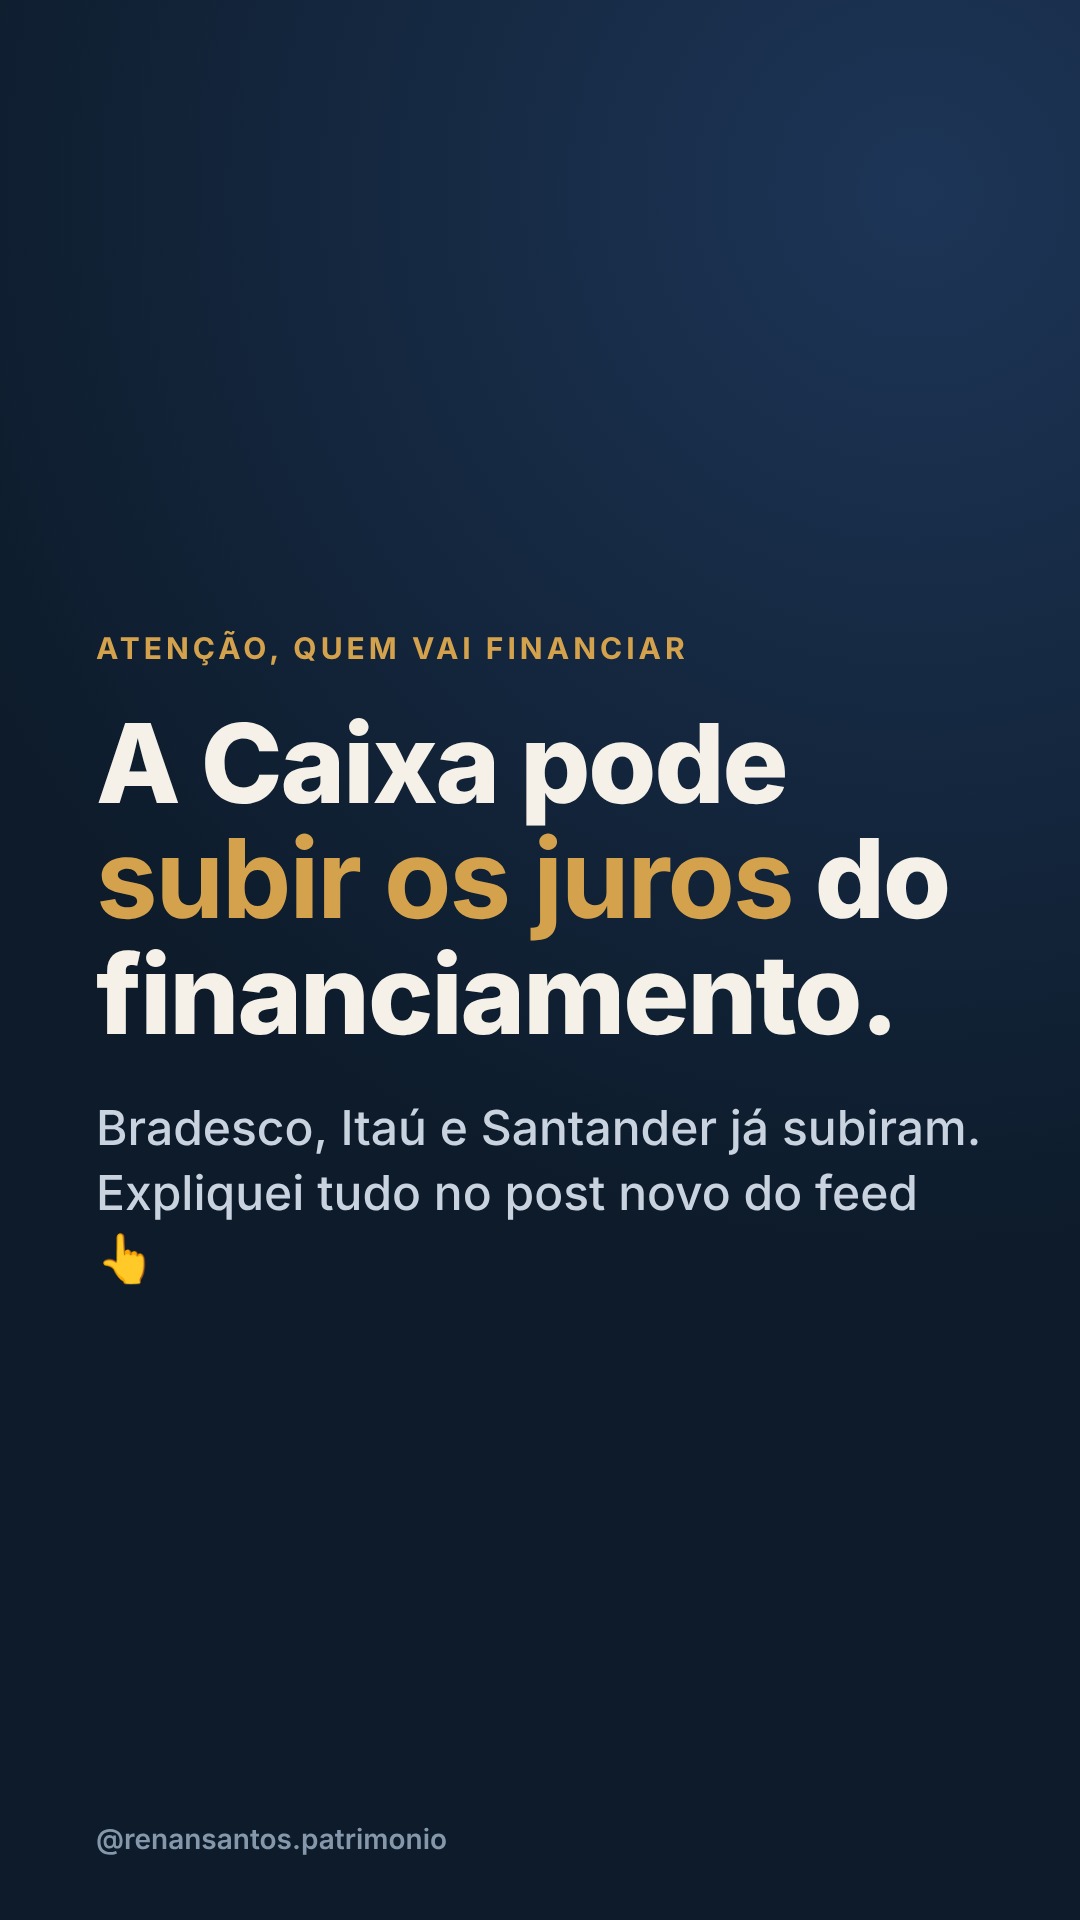 ATENÇÃO, QUEM VAI FINANCIAR
A Caixa pode
subir os juros do
financiamento.
Bradesco, Itaú e Santander já subiram.
Expliquei tudo no post novo do feed
👆
@renansantos.patrimonio